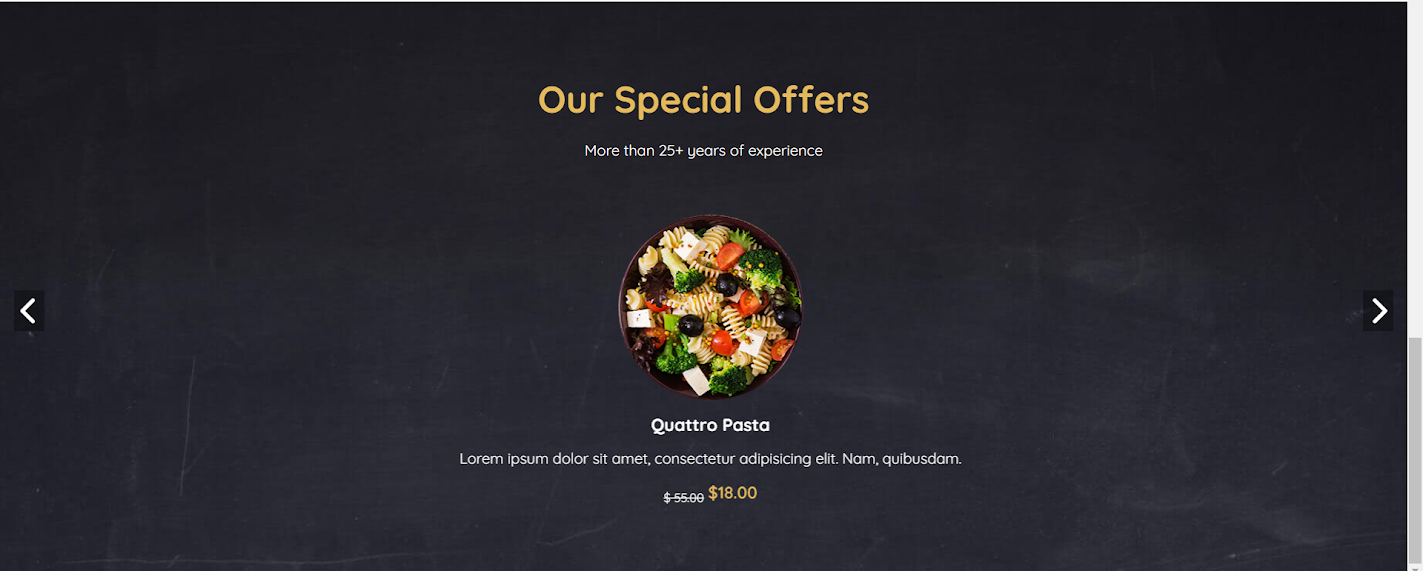 Our Special Offers
More than 25+ years of experience
Quattro Pasta
Lorem ipsum dolor sit amet, consectetur adipisicing elit. Nam, quibusdam.
$ 55.00 $18.00